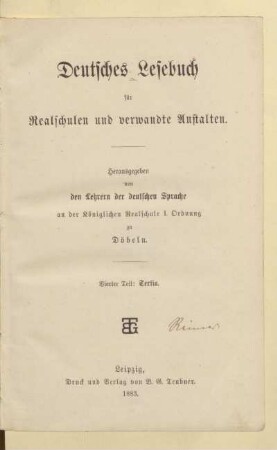 Deutsches Lesebuch
für
Realschulen und verwandte Anstalten.
Herausgegeben
von
den Lehrern der deutschen Sprache
an der Königlichen Realschule I. Ordnung
zu
Döbeln.
Vierter Teil: Tertia.
BGT
Leipzig,
Druck und Verlag von B. G. Teubner.
1883.